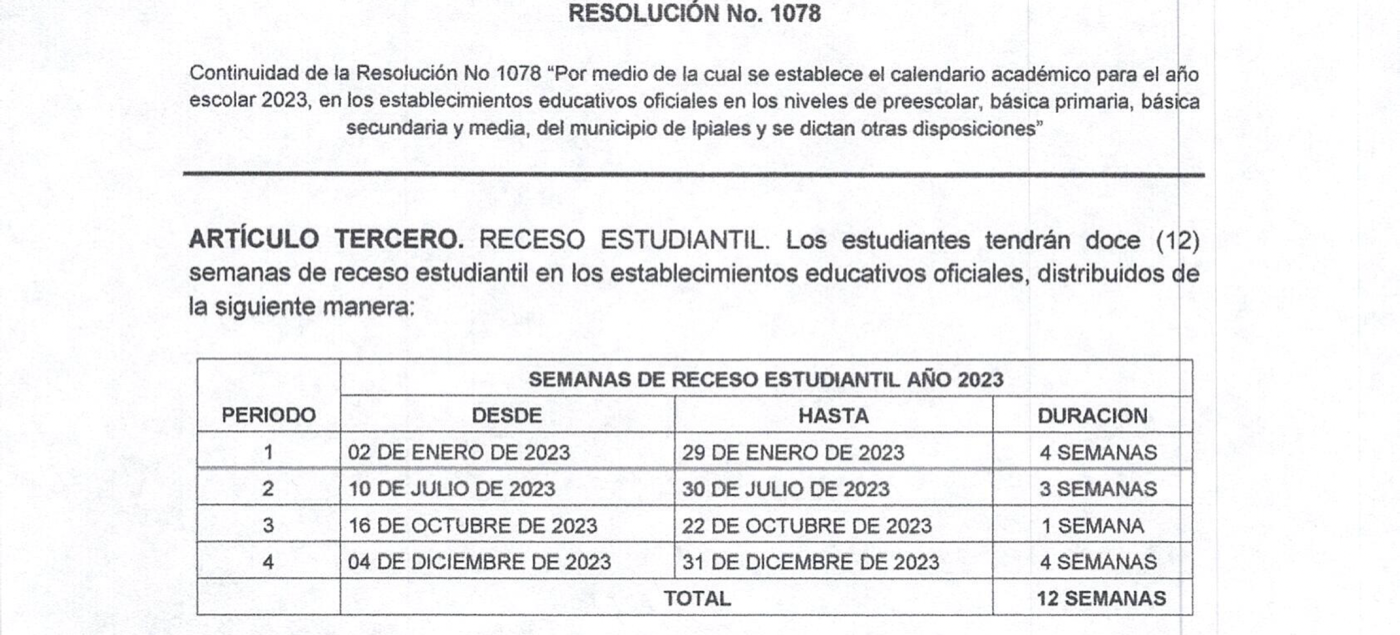 RESOLUCIÓN No. 1078
Continuidad de la Resolución No 1078 “Por medio de la cual se establece el calendario académico para el año
escolar 2023, en los establecimientos educativos oficiales en los niveles de preescolar, básica primaria, básica
secundaria y media, del municipio de Ipiales y se dictan otras disposiciones”
ARTÍCULO TERCERO. RECESO ESTUDIANTIL. Los estudiantes tendrán doce (12)
semanas de receso estudiantil en los establecimientos educativos oficiales, distribuidos de
la siguiente manera:
SEMANAS DE RECESO ESTUDIANTIL AÑO 2023
PERIODO DESDE HASTA DURACION
1 02 DE ENERO DE 2023 29 DE ENERO DE 2023 4 SEMANAS
2 10 DE JULIO DE 2023 30 DE JULIO DE 2023 3 SEMANAS
3 16 DE OCTUBRE DE 2023 22 DE OCTUBRE DE 2023 1 SEMANA
4 04 DE DICIEMBRE DE 2023 31 DE DICEMBRE DE 2023 4 SEMANAS
TOTAL 12 SEMANAS